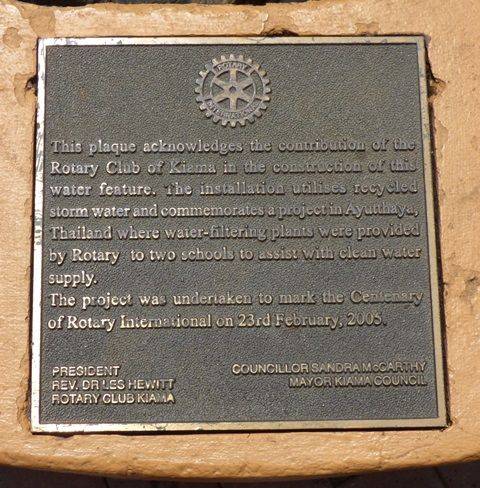 ROTARY
INTERNATIONAL
This plaque acknowledges the contribution of the
Rotary Club of Kiama in the construction of this
water feature. The installation utilises recycled
storm water and commemorates a project in Ayutthaya,
Thailand where water-filtering plants were provided
by Rotary to two schools to assist with clean water
supply.
The project was undertaken to mark the Centenary
of Rotary International on 23rd February, 2005.
PRESIDENT
REV. DR LES HEWITT
ROTARY CLUB KIAMA
COUNCILLOR SANDRA McCARTHY
MAYOR KIAMA COUNCIL